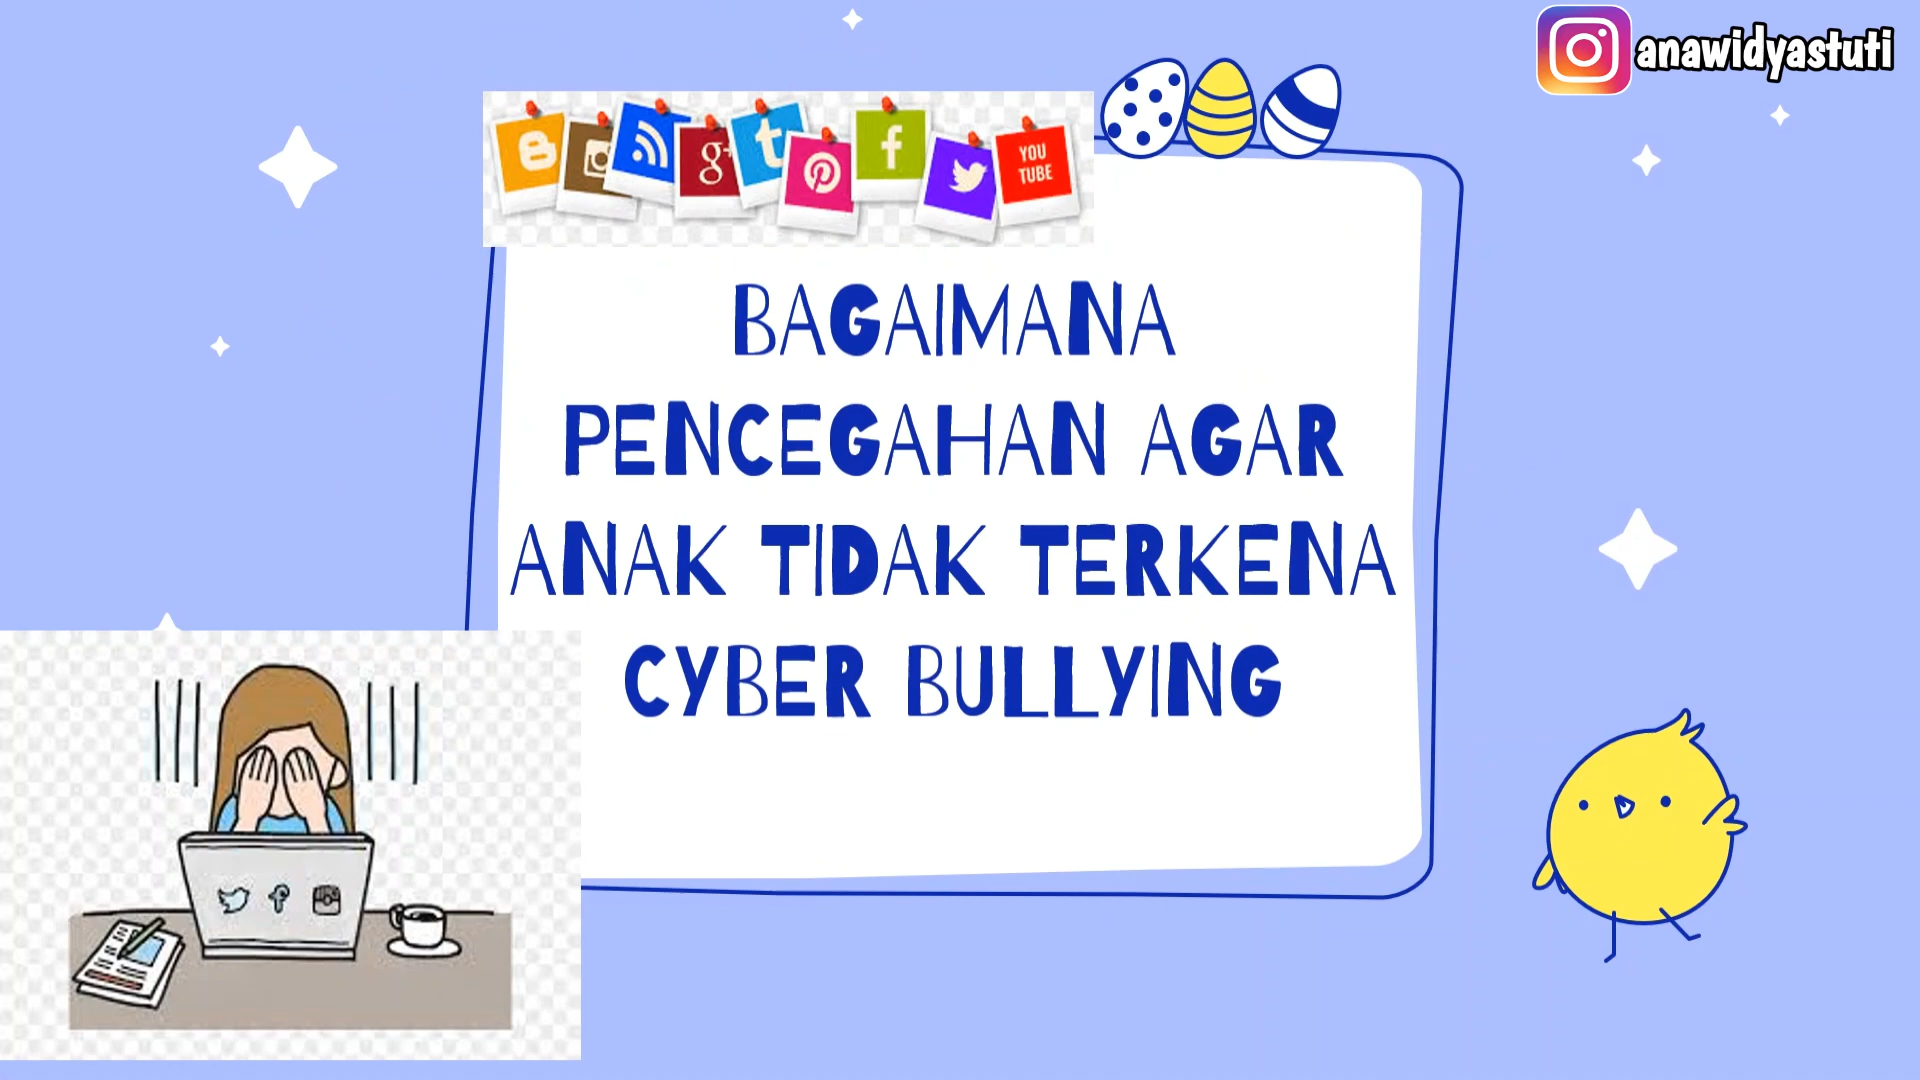 anawidyastuti
g+
YOU
TUBE
BAGAIMANA
PENCEGAHAN AGAR
ANAK TIDAK TERKENA
CYBER BULLYING